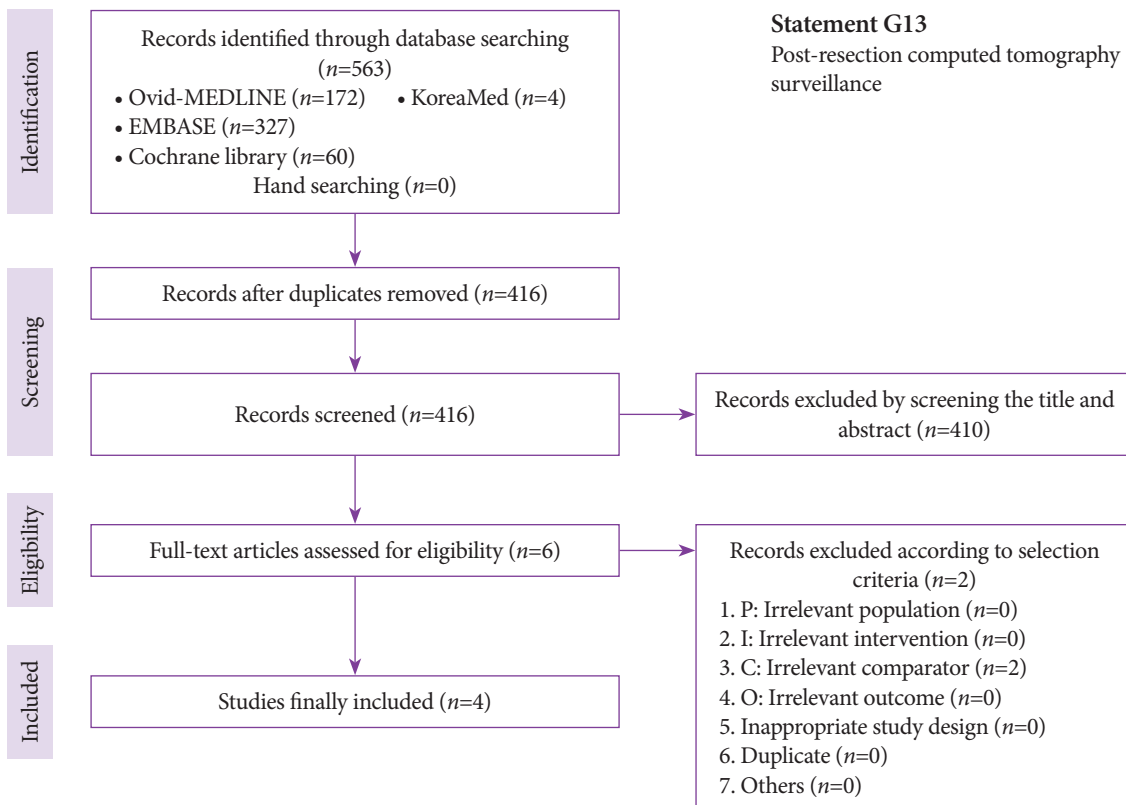 Statement G13
Post-resection computed tomography
surveillance
Identification
Records identified through database searching
(n=563)
• Ovid-MEDLINE (n=172) • KoreaMed (n=4)
• EMBASE (n=327)
• Cochrane library (n=60)
Hand searching (n=0)
Screening
Records after duplicates removed (n=416)
Records screened (n=416)
Records excluded by screening the title and
abstract (n=410)
Eligibility
Full-text articles assessed for eligibility (n=6)
Records excluded according to selection
criteria (n=2)
1. P: Irrelevant population (n=0)
2. I: Irrelevant intervention (n=0)
3. C: Irrelevant comparator (n=2)
4. O: Irrelevant outcome (n=0)
5. Inappropriate study design (n=0)
6. Duplicate (n=0)
7. Others (n=0)
Included
Studies finally included (n=4)